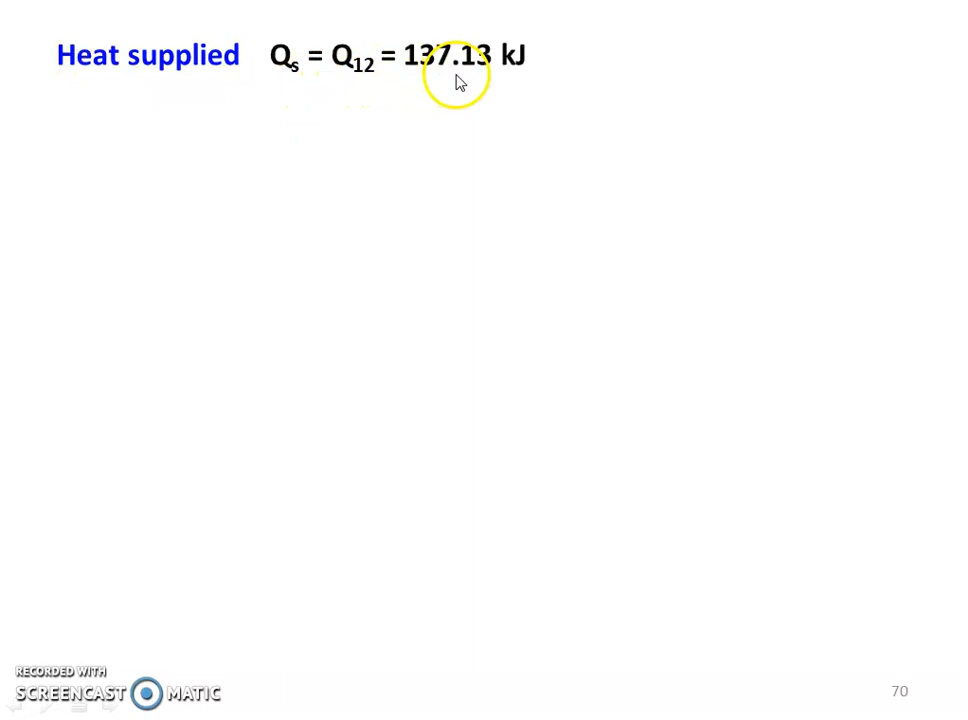 Heat supplied Qs = Q12 = 137.13 kJ
RECORDED WITH
SCREENCAST MATIC
70